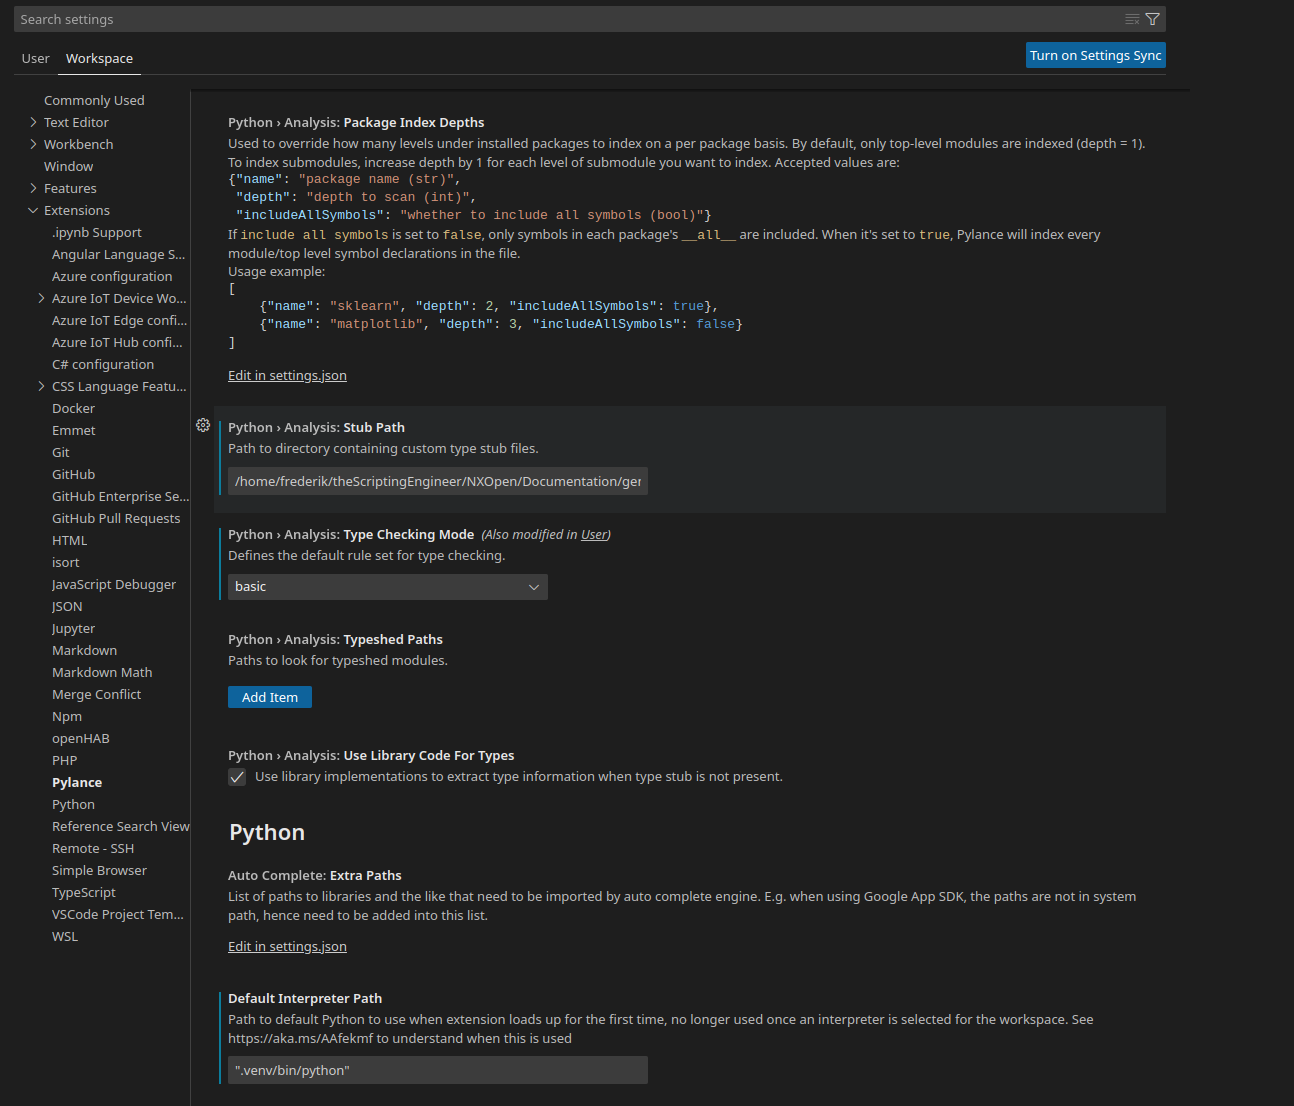 Search settings
User
Workspace
Turn on Settings Sync
Commonly Used
Text Editor
Workbench
Window
Features
Extensions
.ipynb Support
Angular Language S...
Azure configuration
Azure IoT Device Wo...
Azure IoT Edge confi...
Azure IoT Hub confi...
C# configuration
CSS Language Featu...
Docker
Emmet
Git
GitHub
GitHub Enterprise Se...
GitHub Pull Requests
HTML
isort
JavaScript Debugger
JSON
Jupyter
Markdown
Markdown Math
Merge Conflict
Npm
openHAB
PHP
Pylance
Python
Reference Search View
Remote - SSH
Simple Browser
TypeScript
VSCode Project Tem...
WSL
Python › Analysis: Package Index Depths
Used to override how many levels under installed packages to index on a per package basis. By default, only top-level modules are indexed (depth = 1).
To index submodules, increase depth by 1 for each level of submodule you want to index. Accepted values are:
{"name": "package name (str)",
"depth": "depth to scan (int)",
"includeAllSymbols": "whether to include all symbols (bool)"}
If include all symbols is set to false, only symbols in each package's __all__ are included. When it's set to true, Pylance will index every
module/top level symbol declarations in the file.
Usage example:
[
{"name": "sklearn", "depth": 2, "includeAllSymbols": true},
{"name": "matplotlib", "depth": 3, "includeAllSymbols": false}
]
Edit in settings.json
Python › Analysis: Stub Path
Path to directory containing custom type stub files.
/home/frederik/theScriptingEngineer/NXOpen/Documentation/ger
Python › Analysis: Type Checking Mode (Also modified in User)
Defines the default rule set for type checking.
basic
Python › Analysis: Typeshed Paths
Paths to look for typeshed modules.
Add Item
Python › Analysis: Use Library Code For Types
Use library implementations to extract type information when type stub is not present.
Python
Auto Complete: Extra Paths
List of paths to libraries and the like that need to be imported by auto complete engine. E.g. when using Google App SDK, the paths are not in system
path, hence need to be added into this list.
Edit in settings.json
Default Interpreter Path
Path to default Python to use when extension loads up for the first time, no longer used once an interpreter is selected for the workspace. See
https://aka.ms/AAfekmf to understand when this is used
".venv/bin/python"